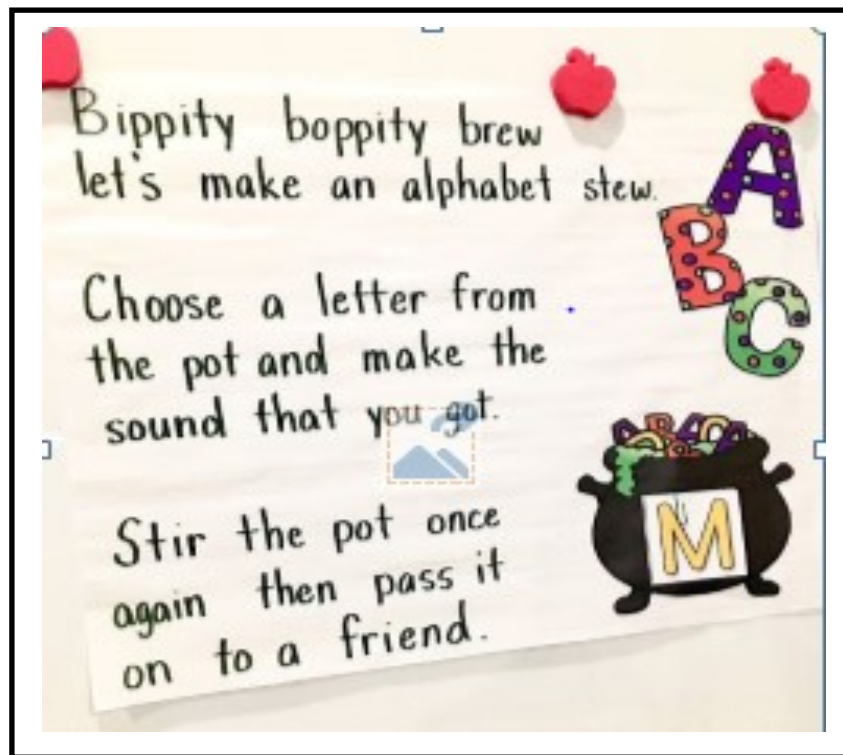 Bippity boppity brew
let's make an alphabet stew.
Choose a letter from
the pot and make the
sound that you got.
Stir the pot once
again then pass it
on to a friend.
A
B
C
M